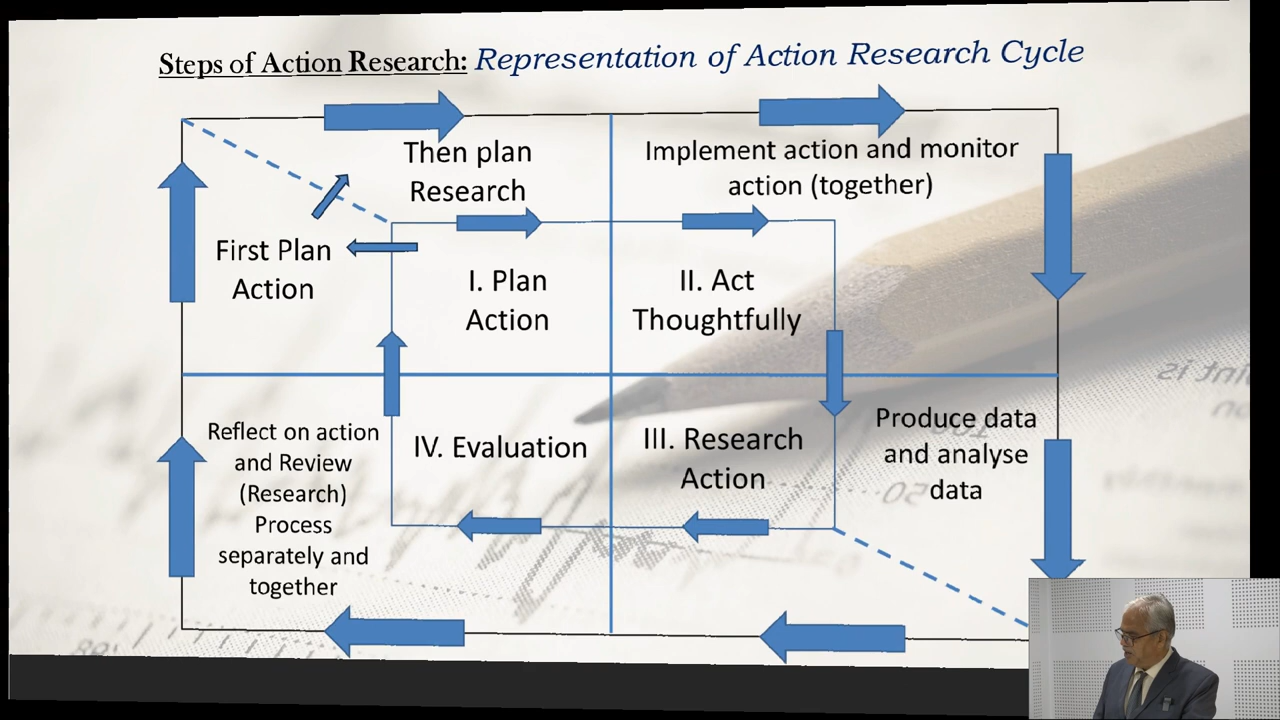 Steps of Action Research: Representation of Action Research Cycle
Then plan
Research
Implement action and monitor
action (together)
First Plan
Action
I. Plan
Action
II. Act
Thoughtfully
Reflect on action
and Review
(Research)
Process
separately and
together
IV. Evaluation
III. Research
Action
Produce data
and analyse
data